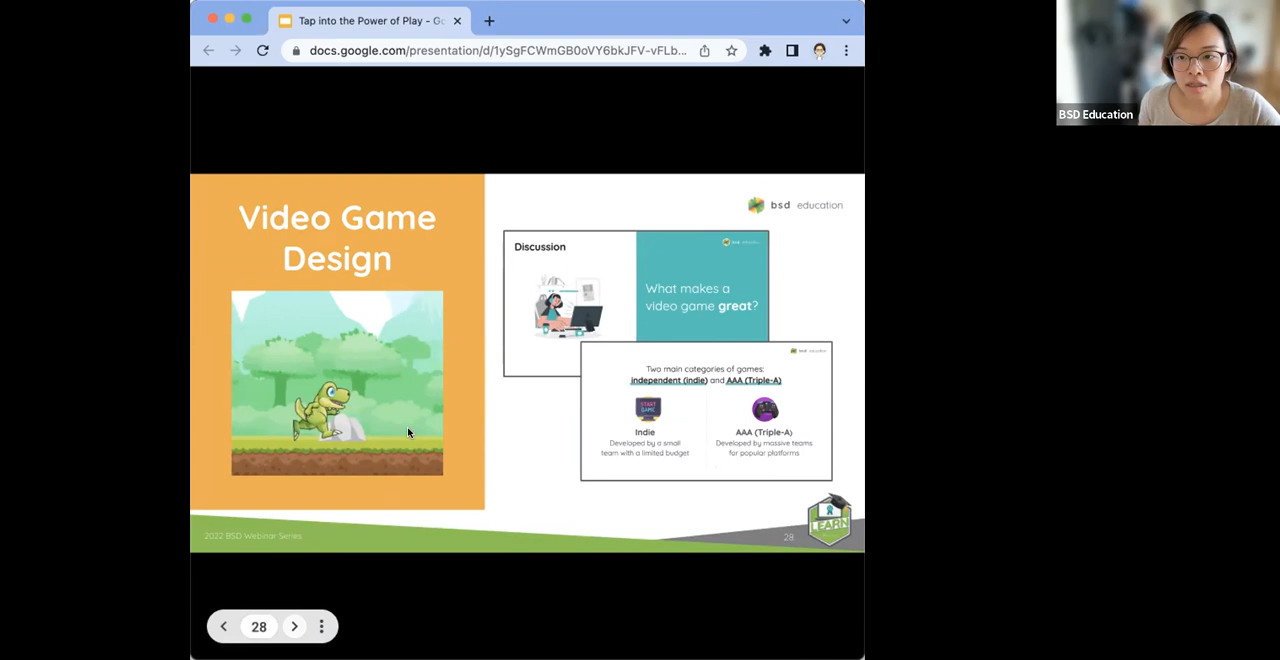 Tap into the Power of Play - Go
docs.google.com/presentation/d/1ySgFCWmGB0oVY6bkJFV-vFLb...
BSD Education
Video Game
Design
bsd education
Discussion
What makes a
video game great?
Two main categories of games:
independent (indie) and AAA (Triple-A)
START
GAME
Indie
Developed by a small
team with a limited budget
AAA (Triple-A)
Developed by massive teams
for popular platforms
LEARN
2022 BSD Webinar Series
28
28